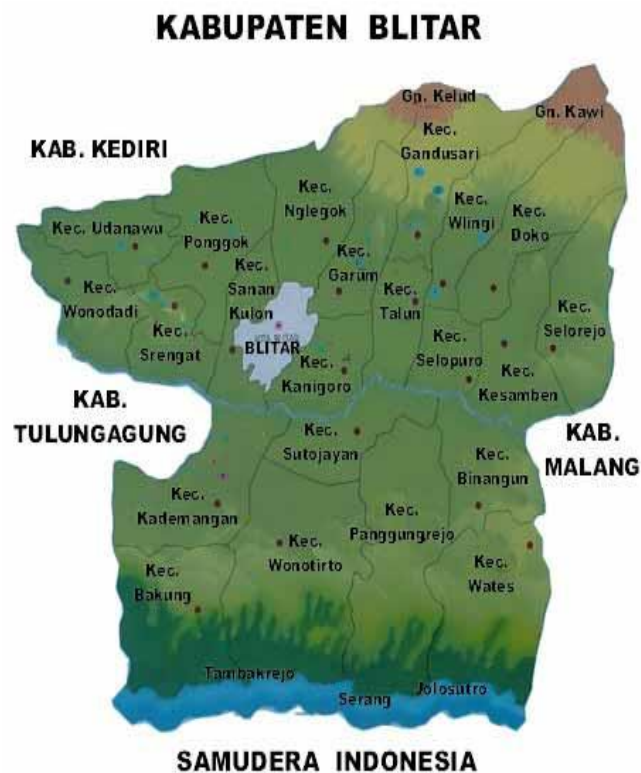 KABUPATEN BLITAR
Gn. Kelud
Gn. Kawi
KAB. KEDIRI
Kec.
Gandusari
Kec.
Nglegok
Kec.
Wlingi
Kec.
Doko
Kec. Udanawu
Kec.
Ponggok
Kec.
Garum
Kec.
Sanan
Kulon
Kec.
Wonodadi
Kec.
Talun
Kec.
Selorejo
Kec.
Srengat
BLITAR
Kec.
Selopuro
Kec.
Kanigoro
Kec.
Kesamben
KAB.
TULUNGAGUNG
KAB.
MALANG
Kec.
Sutojayan
Kec.
Binangun
Kec.
Kademangan
Kec.
Panggungrejo
Kec.
Wonotirto
Kec.
Wates
Kec.
Bakung
Tambakrejo
Serang
Jolosutro
SAMUDERA INDONESIA